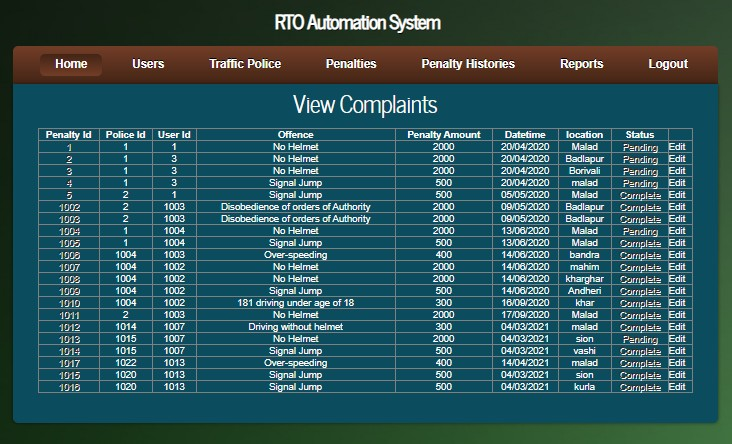 RTO Automation System
Home Users Traffic Police Penalties Penalty Histories Reports Logout
View Complaints
Penalty Id Police Id User Id Offence Penalty Amount Datetime location Status
1 1 1 No Helmet 2000 20/04/2020 Malad Pending Edit
2 1 3 No Helmet 2000 20/04/2020 Badlapur Pending Edit
3 1 3 No Helmet 2000 20/04/2020 Borivali Pending Edit
4 1 3 Signal Jump 500 20/04/2020 malad Pending Edit
5 2 1 Signal Jump 500 05/05/2020 Malad Complete Edit
1002 2 1003 Disobedience of orders of Authority 2000 09/05/2020 Badlapur Complete Edit
1003 2 1003 Disobedience of orders of Authority 2000 09/05/2020 Badlapur Complete Edit
1004 1 1004 No Helmet 2000 13/06/2020 Malad Pending Edit
1005 1 1004 Signal Jump 500 13/06/2020 Malad Complete Edit
1006 1004 1003 Over-speeding 400 14/06/2020 bandra Complete Edit
1007 1004 1002 No Helmet 2000 14/06/2020 mahim Complete Edit
1008 1004 1002 No Helmet 2000 14/06/2020 kharghar Complete Edit
1009 1004 1002 Signal Jump 500 14/06/2020 Andheri Complete Edit
1010 1004 1002 181 driving under age of 18 300 16/09/2020 khar Complete Edit
1011 2 1003 No Helmet 2000 17/09/2020 Malad Complete Edit
1012 1014 1007 Driving without helmet 300 04/03/2021 malad Complete Edit
1013 1015 1007 No Helmet 2000 04/03/2021 sion Pending Edit
1014 1015 1007 Signal Jump 500 04/03/2021 vashi Complete Edit
1017 1022 1013 Over-speeding 400 14/04/2021 malad Complete Edit
1015 1020 1013 Signal Jump 500 04/03/2021 sion Complete Edit
1016 1020 1013 Signal Jump 500 04/03/2021 kurla Complete Edit